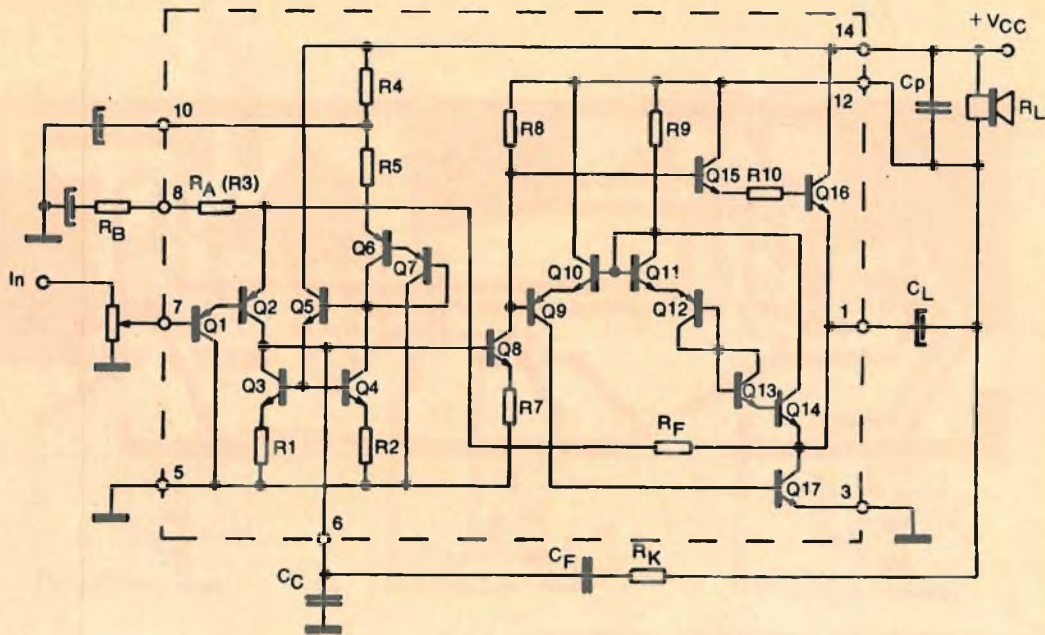 14
+ VCC
R4
CP
10
12
RL
R8
R9
R5
8
RA (R3)
Q15
R10
Q16
RB
Q6
Q7
In
Q10
Q11
7
Q2
Q5
Q9
Q12
1
CL
Q1
Q8
Q3
Q4
Q13
R7
Q14
RF
R1
R2
5
Q17
3
6
CF
RK
CC